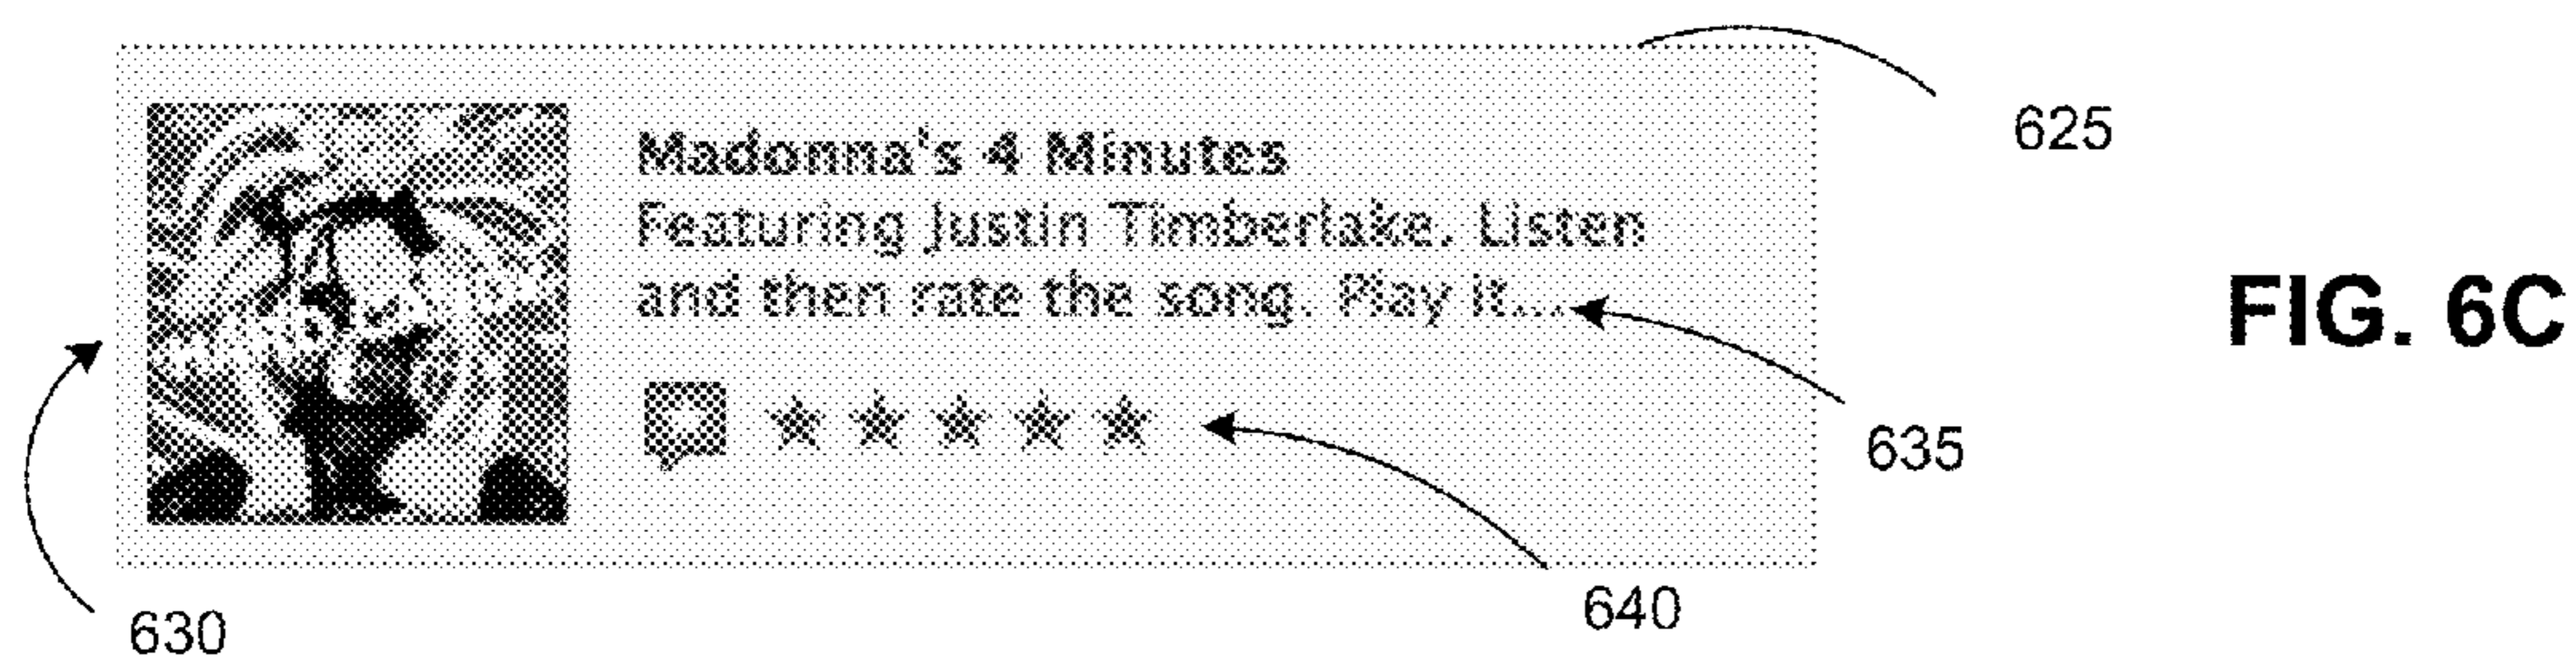 625
Madonna's 4 Minutes
Featuring Justin Timberlake. Listen
and then rate the song. Play it...
FIG. 6C
635
640
630